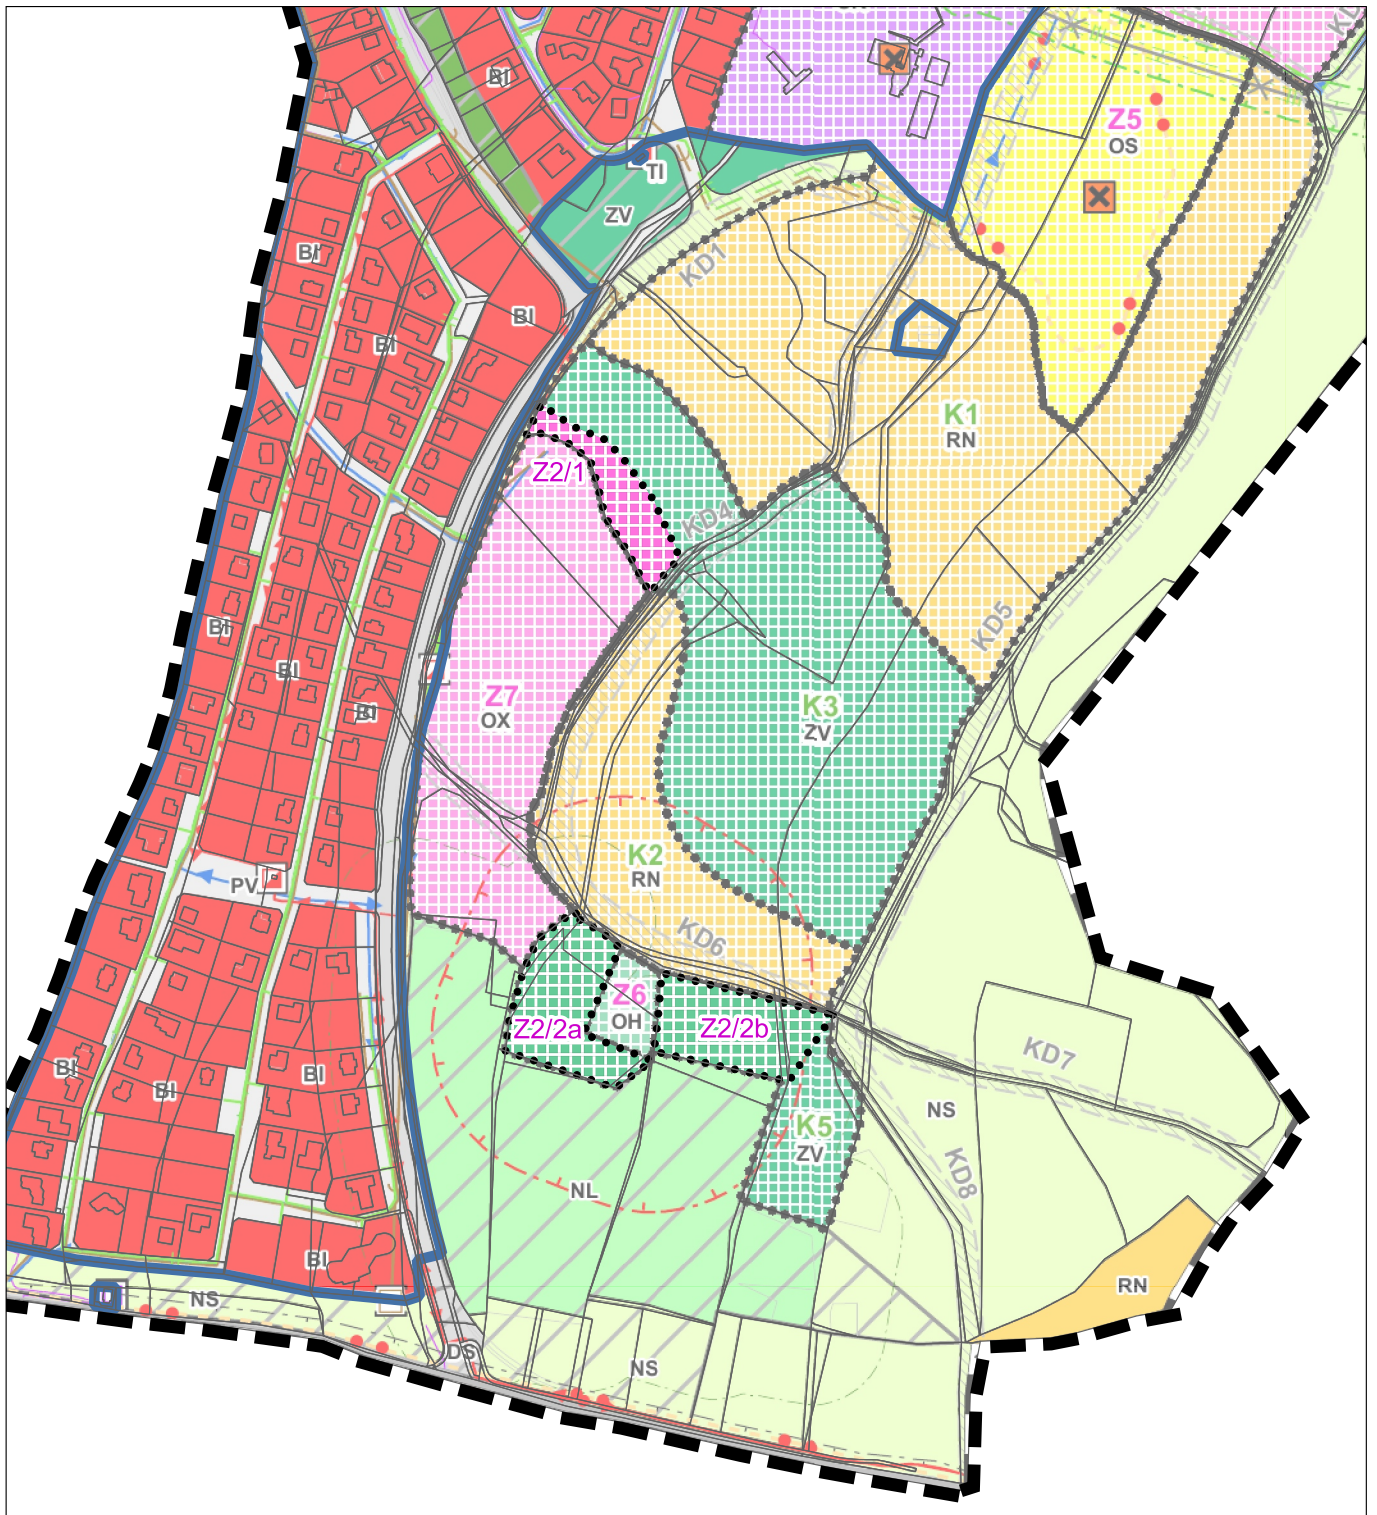 BI
Z5
OS
TI
ZV
BI
KD1
BI
BI
K1
RN
Z2/1
KD4
BI
KD5
BI
Z7
OX
K3
ZV
BI
K2
RN
PV
KD6
Z6
OH
Z2/2a
Z2/2b
KD7
BI
BI
BI
NS
K5
ZV
KD8
NL
BI
RN
NS
DS
NS